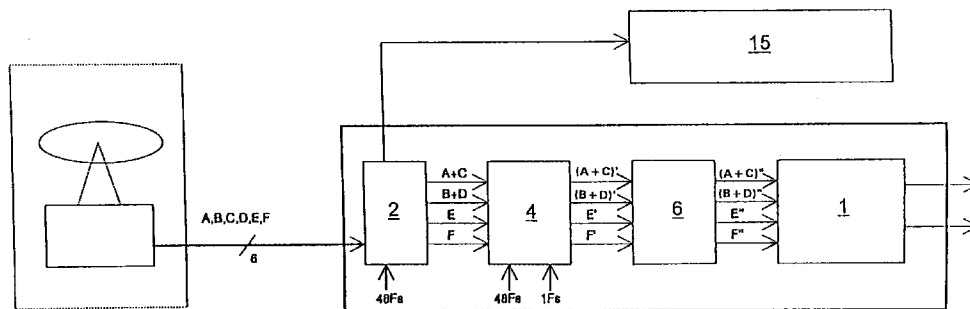 15
A,B,C,D,E,F
6
2
A+C
B+D
E
F
4
(A+C)'
(B+D)'
E'
F'
6
(A+C)"
(B+D)"
E"
F"
1
48Fs
48Fs
1Fs